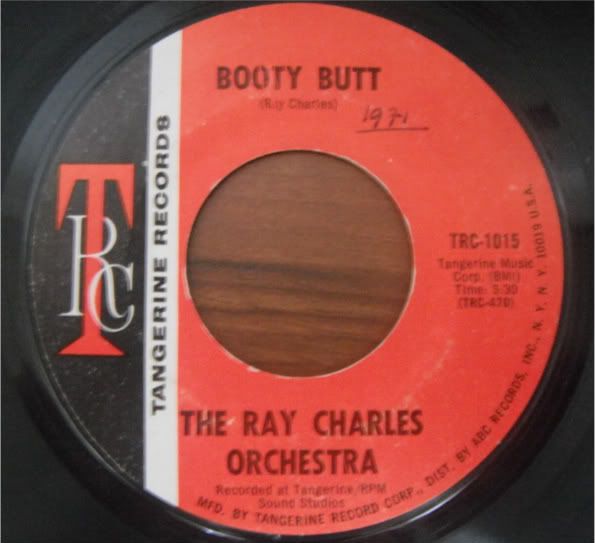 BOOTY BUTT
(Ray Charles)
1971
TRC
TANGERINE RECORDS
TRC-1015
Tangerine Music
Corp. (BMI)
Time: 5:30
(TRC-420)
THE RAY CHARLES
ORCHESTRA
Recorded at Tangerine/RPM
Sound Studios
MFD. BY TANGERINE RECORD CORP., DIST. BY ABC RECORDS, INC., N. Y., N. Y. 10019 U.S.A.